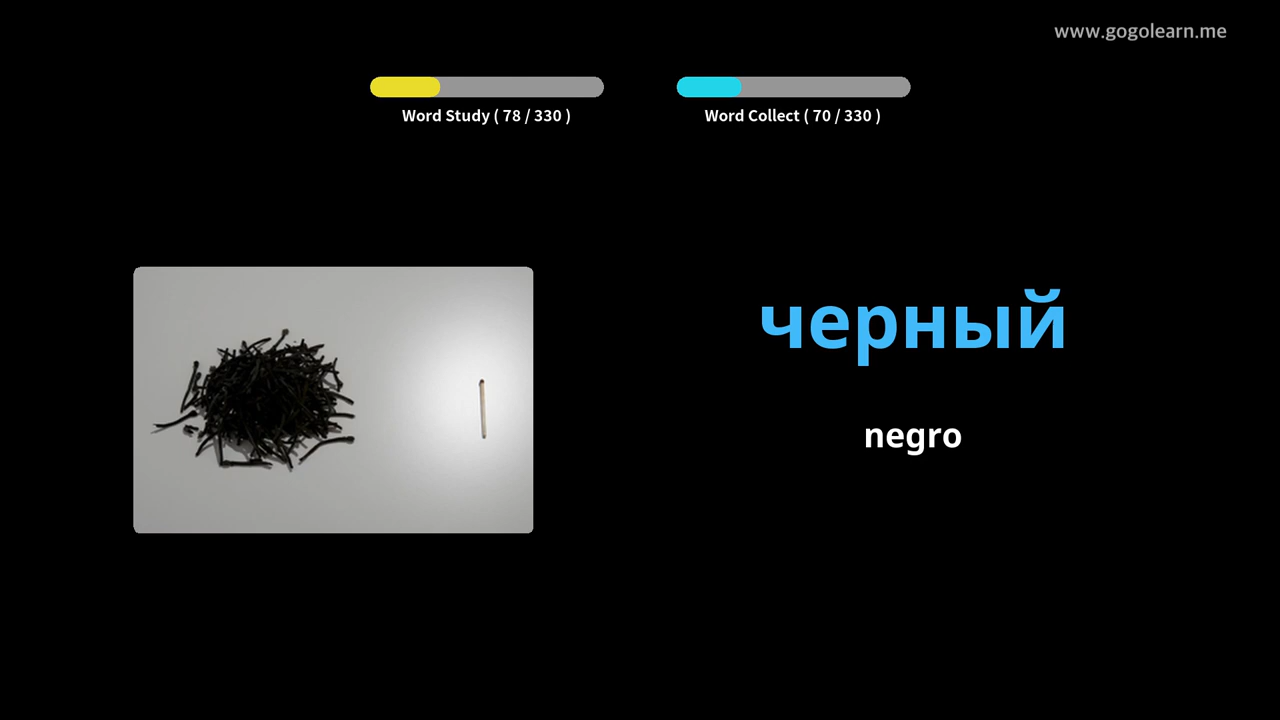 www.gogolearn.me
Word Study ( 78 / 330 )
Word Collect ( 70 / 330 )
черный
negro